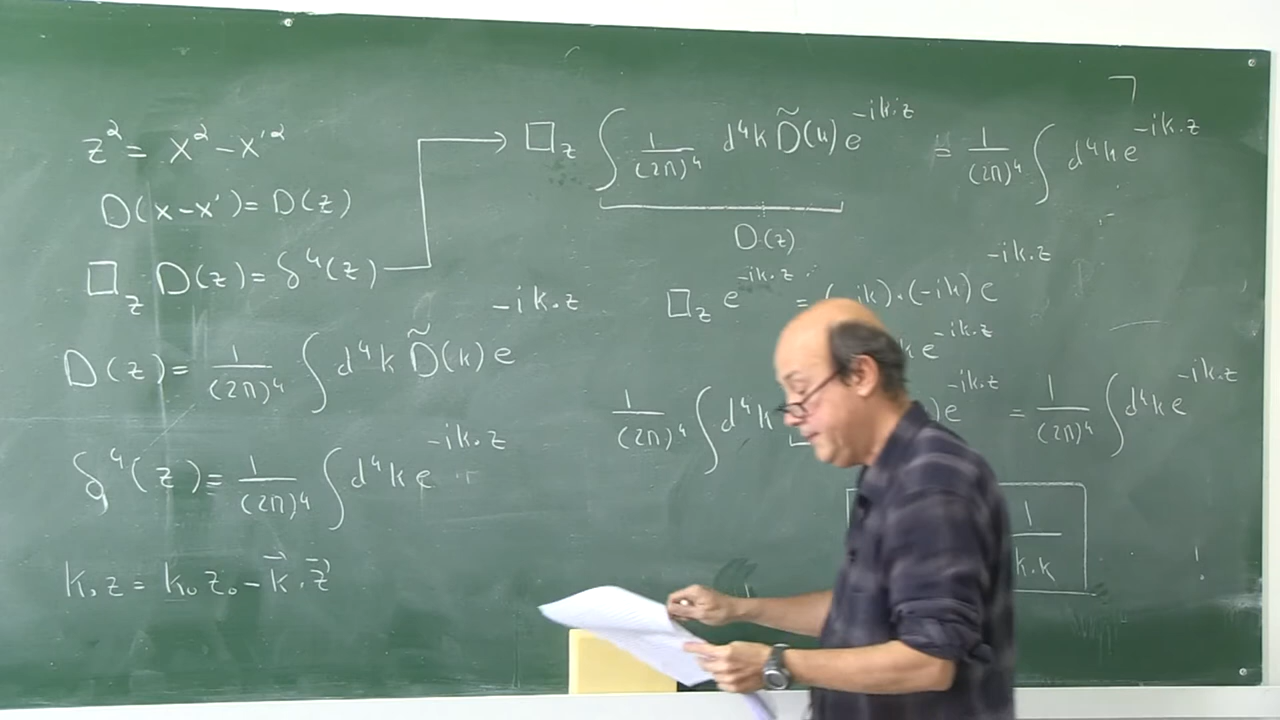 z² = x² - x'²
D(x-x') = D(z)
□_z D(z) = δ⁴(z)
D(z) = 1/(2π)⁴ ∫ d⁴k D̃(k) e^{-ik.z}
δ⁴(z) = 1/(2π)⁴ ∫ d⁴k e^{-ik.z}
k.z = k₀z₀ - k⃗.z⃗
□_z ∫ 1/(2π)⁴ d⁴k D̃(k) e^{-ik.z} = 1/(2π)⁴ ∫ d⁴k e^{-ik.z}
D(z)
□_z e^{-ik.z} = (-ik).(-ik) e^{-ik.z}
k e^{-ik.z}
1/(2π)⁴ ∫ d⁴k ) e^{-ik.z} = 1/(2π)⁴ ∫ d⁴k e^{-ik.z}
1/k.k !